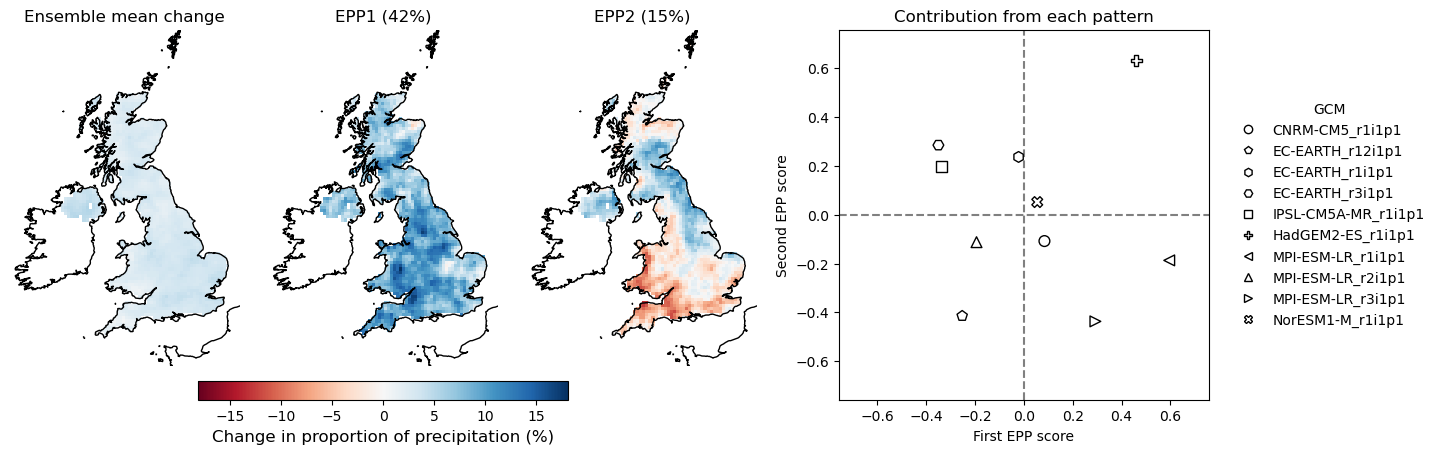 Ensemble mean change
EPP1 (42%)
EPP2 (15%)
−15 −10 −5 0 5 10 15
Change in proportion of precipitation (%)
Contribution from each pattern
0.6
0.4
0.2
0.0
−0.2
−0.4
−0.6
Second EPP score
−0.6 −0.4 −0.2 0.0 0.2 0.4 0.6
First EPP score
GCM
CNRM-CM5_r1i1p1
EC-EARTH_r12i1p1
EC-EARTH_r1i1p1
EC-EARTH_r3i1p1
IPSL-CM5A-MR_r1i1p1
HadGEM2-ES_r1i1p1
MPI-ESM-LR_r1i1p1
MPI-ESM-LR_r2i1p1
MPI-ESM-LR_r3i1p1
NorESM1-M_r1i1p1